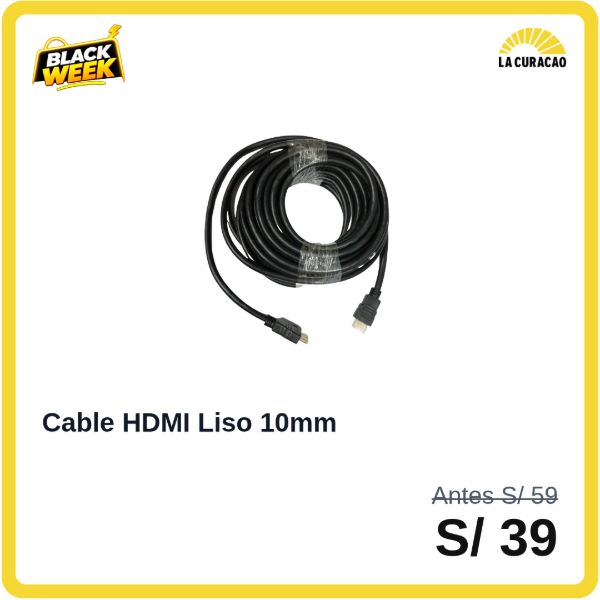 BLACK
WEEK
LA CURACAO
Cable HDMI Liso 10mm
Antes S/ 59
S/ 39